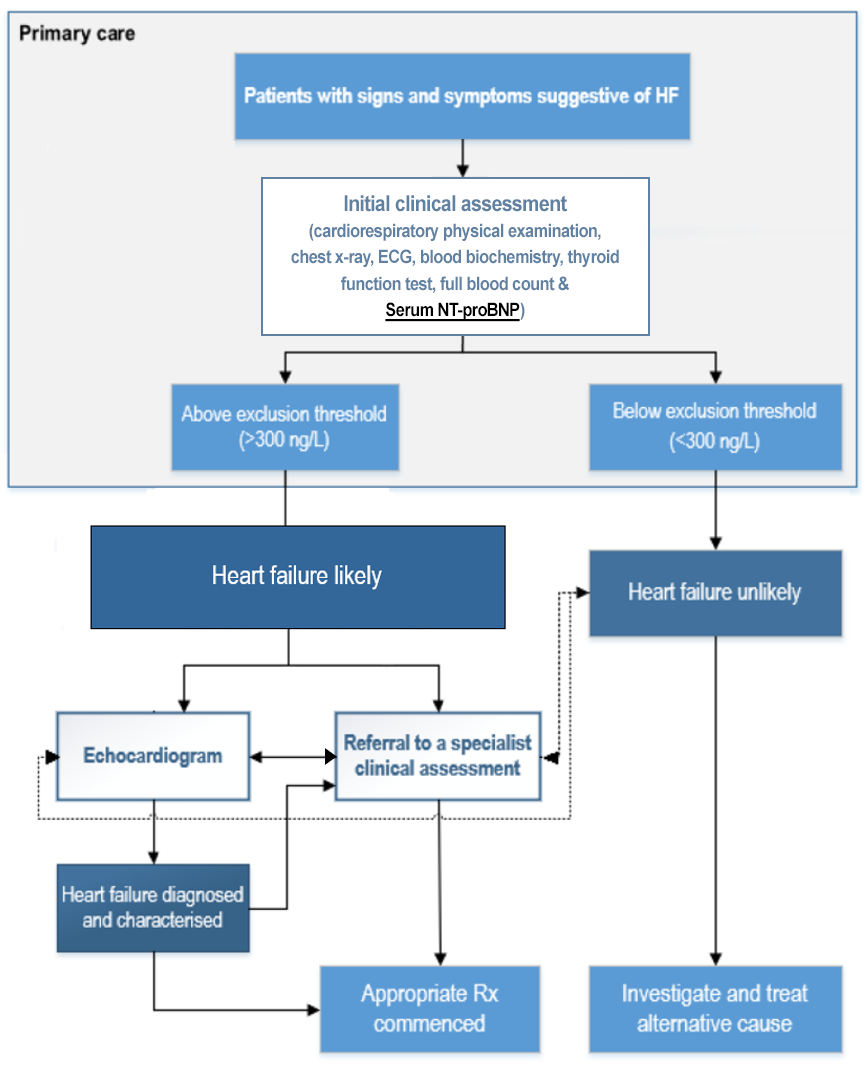 Primary care
Patients with signs and symptoms suggestive of HF
Initial clinical assessment
(cardiorespiratory physical examination,
chest x-ray, ECG, blood biochemistry, thyroid
function test, full blood count &
Serum NT-proBNP)
Above exclusion threshold
(>300 ng/L)
Below exclusion threshold
(<300 ng/L)
Heart failure likely
Heart failure unlikely
Echocardiogram
Referral to a specialist
clinical assessment
Heart failure diagnosed
and characterised
Appropriate Rx
commenced
Investigate and treat
alternative cause